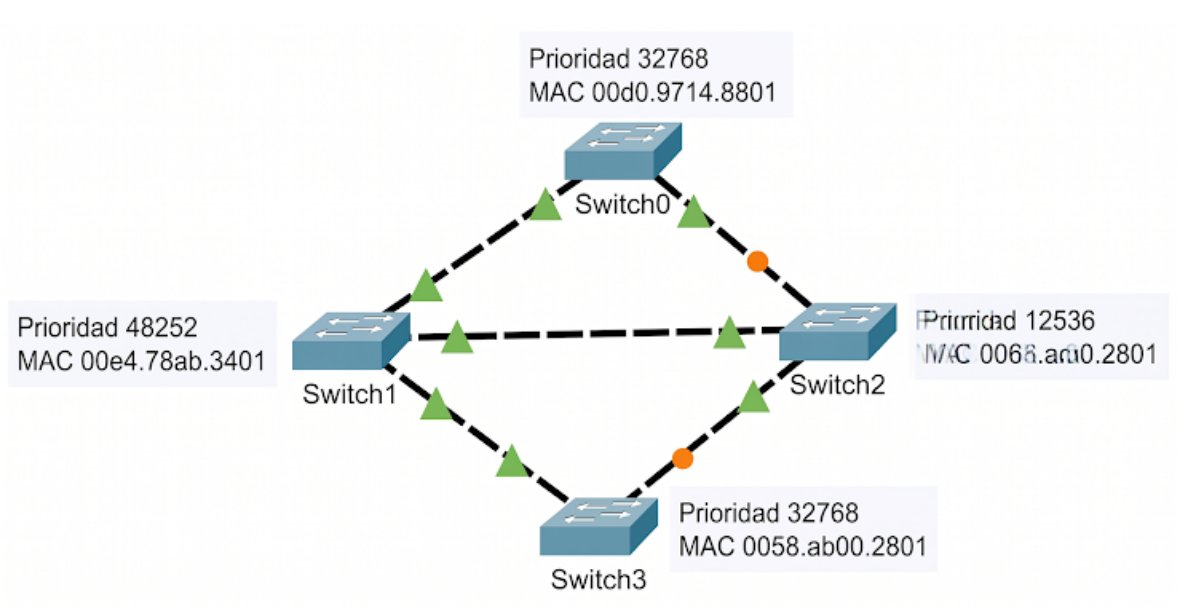 Prioridad 32768
MAC 00d0.9714.8801
Switch0
Prioridad 48252
MAC 00e4.78ab.3401
Switch1
12536
Switch2
Prioridad 32768
MAC 0058.ab00.2801
Switch3